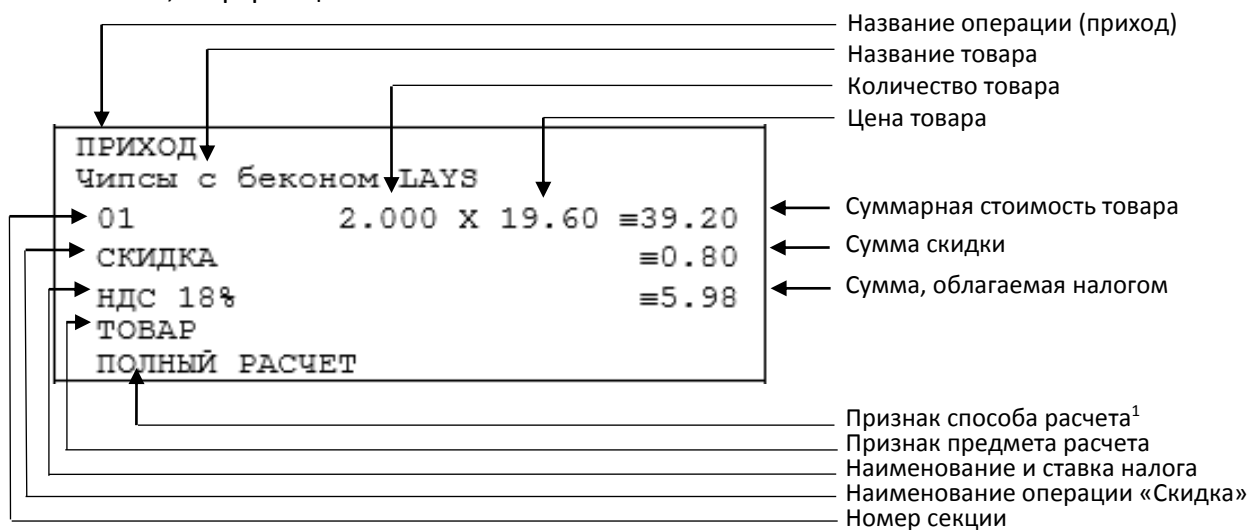 Название операции (приход)
Название товара
Количество товара
Цена товара
ПРИХОД
Чипсы с беконом LAYS
01 2.000 X 19.60 ≡39.20
СКИДКА ≡0.80
НДС 18% ≡5.98
ТОВАР
ПОЛНЫЙ РАСЧЕТ
Суммарная стоимость товара
Сумма скидки
Сумма, облагаемая налогом
Признак способа расчета¹
Признак предмета расчета
Наименование и ставка налога
Наименование операции «Скидка»
Номер секции